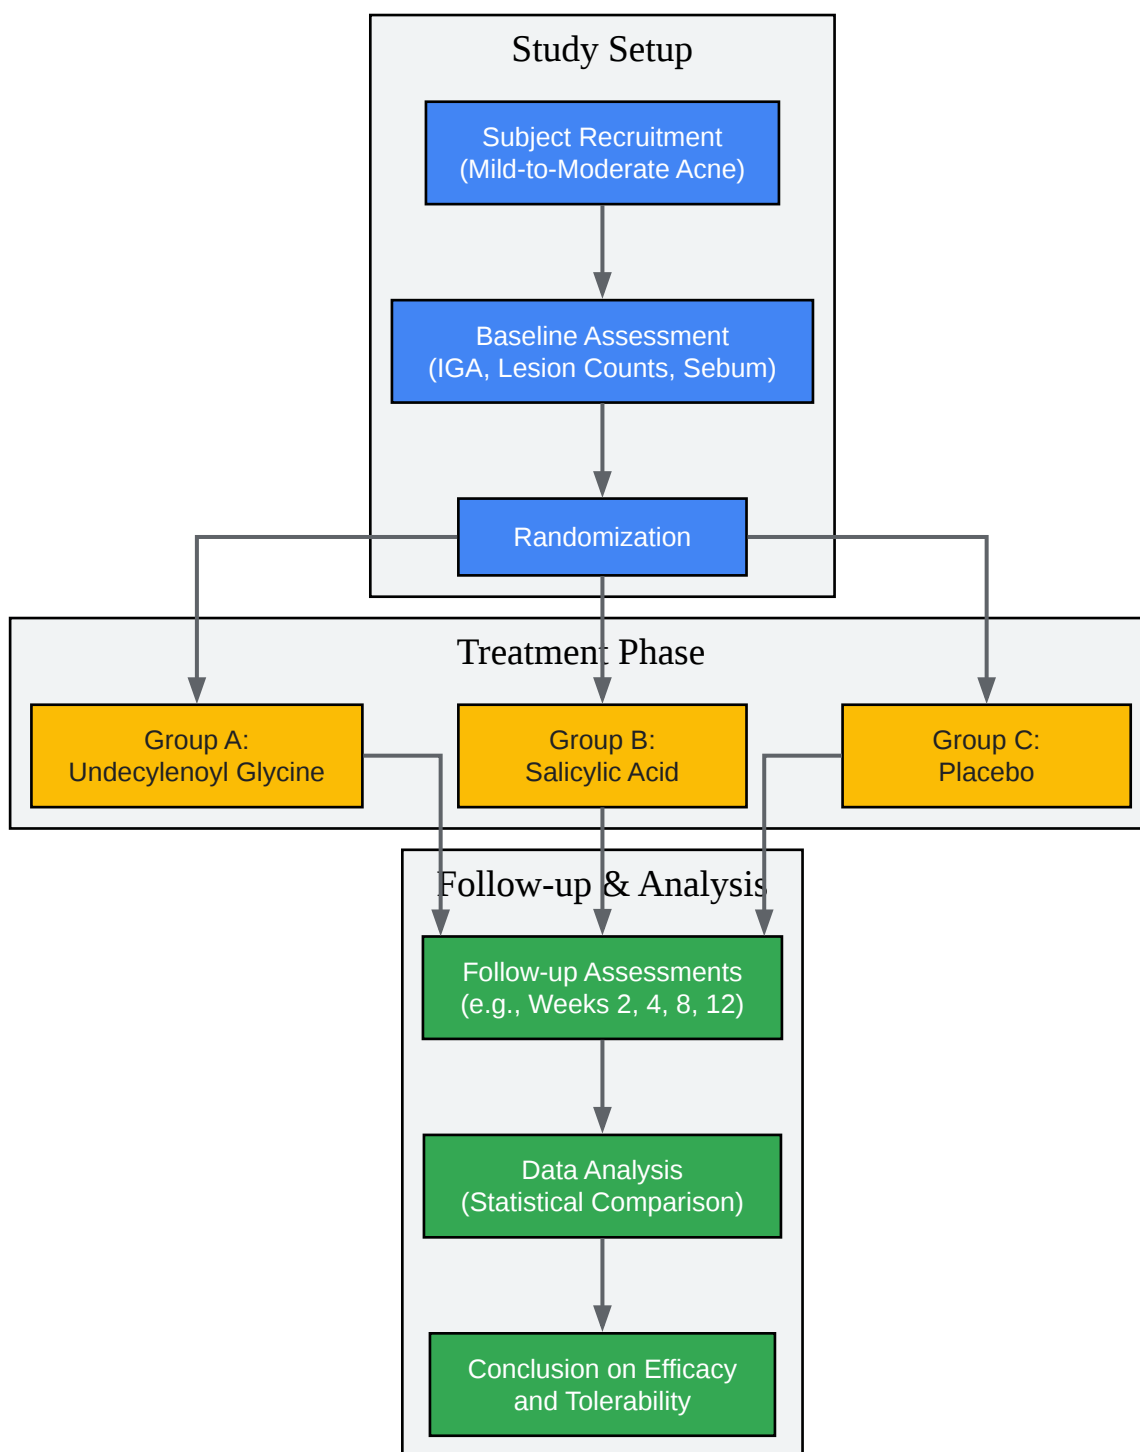 Study Setup
Subject Recruitment
(Mild-to-Moderate Acne)
Baseline Assessment
(IGA, Lesion Counts, Sebum)
Randomization
Treatment Phase
Group A:
Undecylenoyl Glycine
Group B:
Salicylic Acid
Group C:
Placebo
Follow-up & Analysis
Follow-up Assessments
(e.g., Weeks 2, 4, 8, 12)
Data Analysis
(Statistical Comparison)
Conclusion on Efficacy
and Tolerability